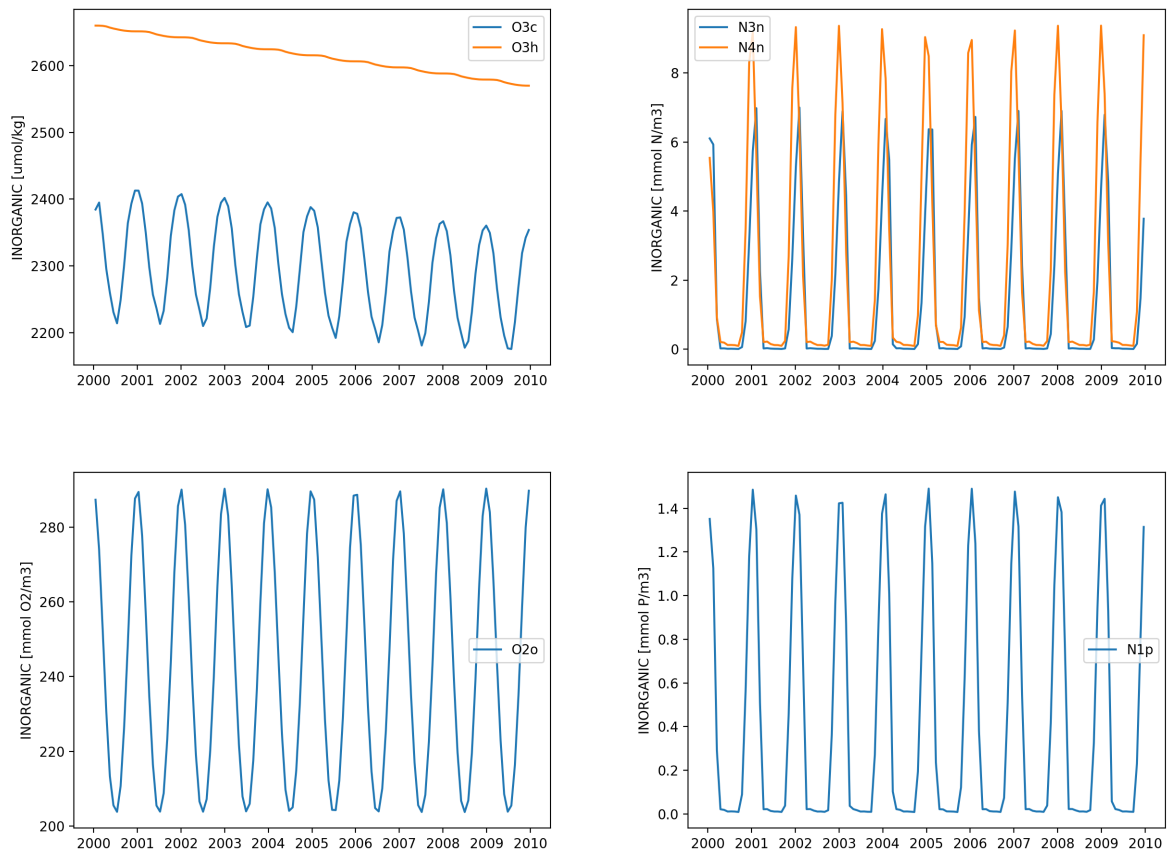 INORGANIC [umol/kg]
2600
2500
2400
2300
2200
O3c
O3h
2000 2001 2002 2003 2004 2005 2006 2007 2008 2009 2010
INORGANIC [mmol N/m3]
8
6
4
2
0
N3n
N4n
2000 2001 2002 2003 2004 2005 2006 2007 2008 2009 2010
INORGANIC [mmol O2/m3]
280
260
240
220
200
O2o
2000 2001 2002 2003 2004 2005 2006 2007 2008 2009 2010
INORGANIC [mmol P/m3]
1.4
1.2
1.0
0.8
0.6
0.4
0.2
0.0
N1p
2000 2001 2002 2003 2004 2005 2006 2007 2008 2009 2010